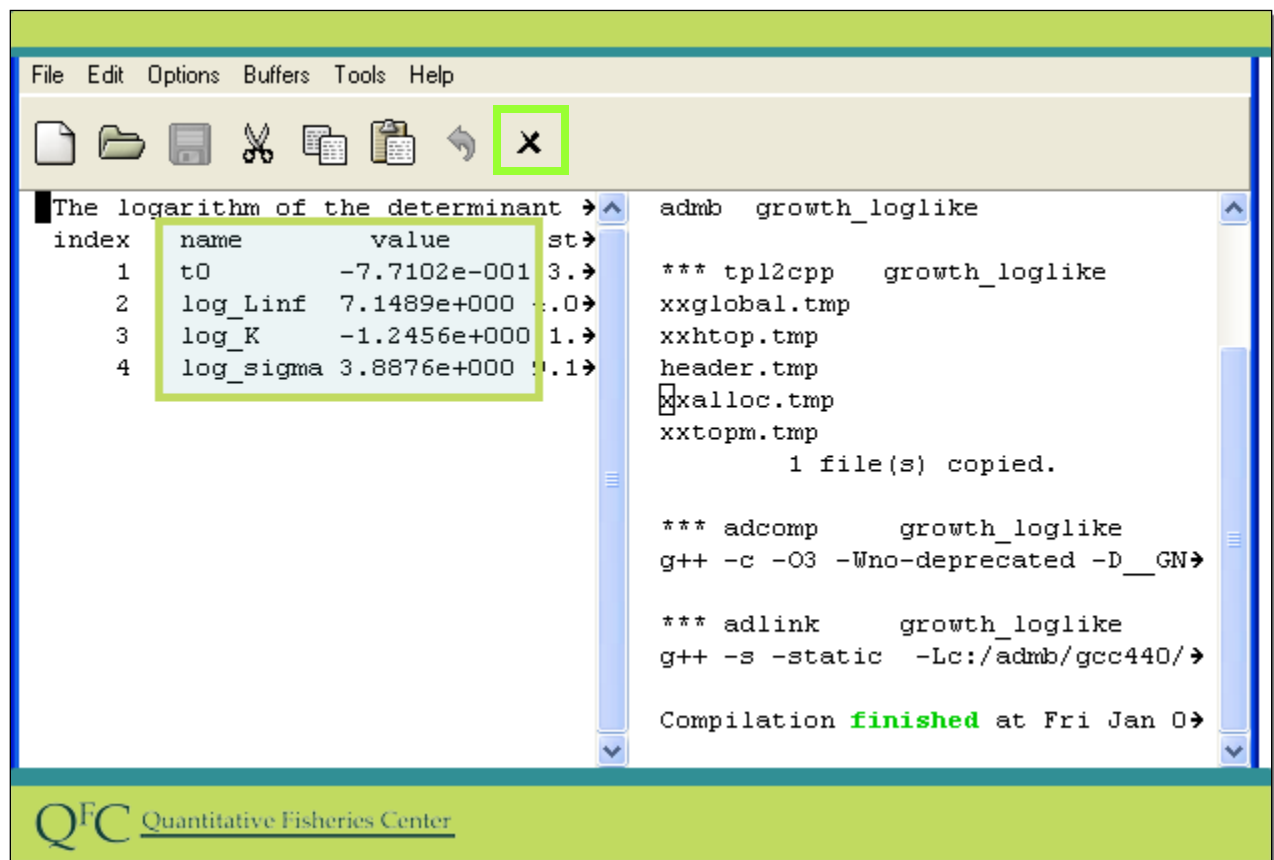 File Edit Options Buffers Tools Help
The logarithm of the determinant
index name value st
1 t0 -7.7102e-001 3.
2 log_Linf 7.1489e+000 .0
3 log_K -1.2456e+000 1.
4 log_sigma 3.8876e+000 .1
admb growth_loglike
*** tpl2cpp growth_loglike
xxglobal.tmp
xxhtop.tmp
header.tmp
xxalloc.tmp
xxtopm.tmp
1 file(s) copied.
*** adcomp growth_loglike
g++ -c -O3 -Wno-deprecated -D__GN
*** adlink growth_loglike
g++ -s -static -Lc:/admb/gcc440/
Compilation finished at Fri Jan 0
QFC Quantitative Fisheries Center